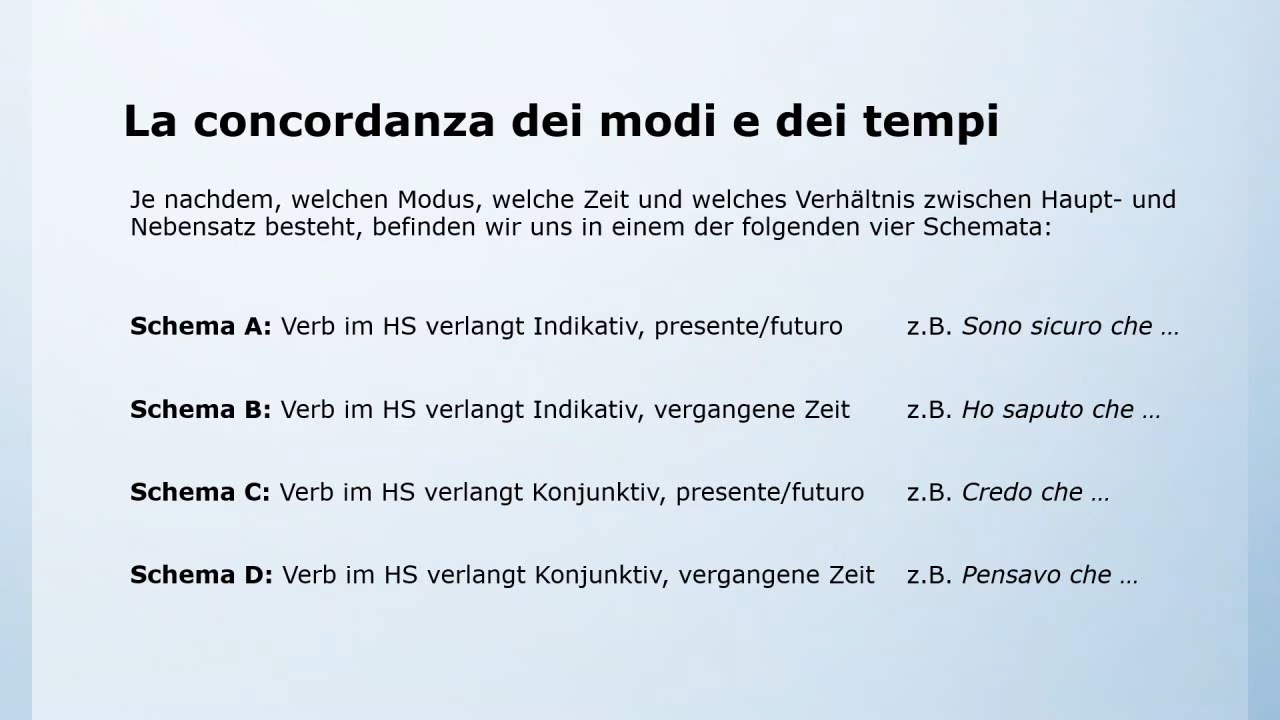 La concordanza dei modi e dei tempi
Je nachdem, welchen Modus, welche Zeit und welches Verhältnis zwischen Haupt- und
Nebensatz besteht, befinden wir uns in einem der folgenden vier Schemata:
Schema A: Verb im HS verlangt Indikativ, presente/futuro z.B. Sono sicuro che …
Schema B: Verb im HS verlangt Indikativ, vergangene Zeit z.B. Ho saputo che …
Schema C: Verb im HS verlangt Konjunktiv, presente/futuro z.B. Credo che …
Schema D: Verb im HS verlangt Konjunktiv, vergangene Zeit z.B. Pensavo che …